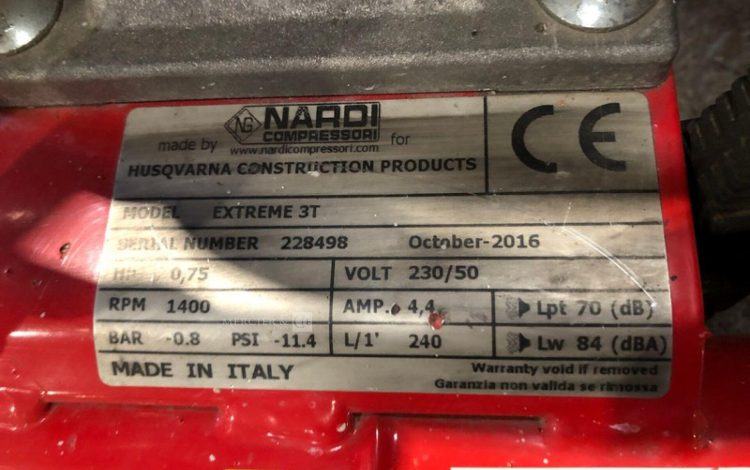 NG NARDI
COMPRESSORI
made by www.nardicompressori.com for
HUSQVARNA CONSTRUCTION PRODUCTS
CE
MODEL EXTREME 3T
SERIAL NUMBER 228498 October-2016
HP 0,75 VOLT 230/50
RPM 1400 AMP. 4,4 Lpt 70 (dB)
BAR -0.8 PSI -11.4 L/1' 240 Lw 84 (dBA)
MADE IN ITALY
Warranty void if removed
Garanzia non valida se rimossa